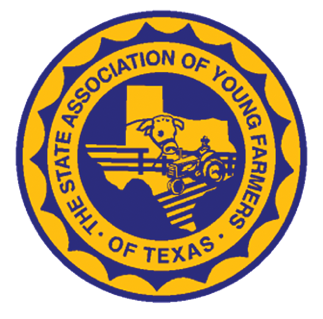 · THE STATE ASSOCIATION OF YOUNG FARMERS ·
OF TEXAS